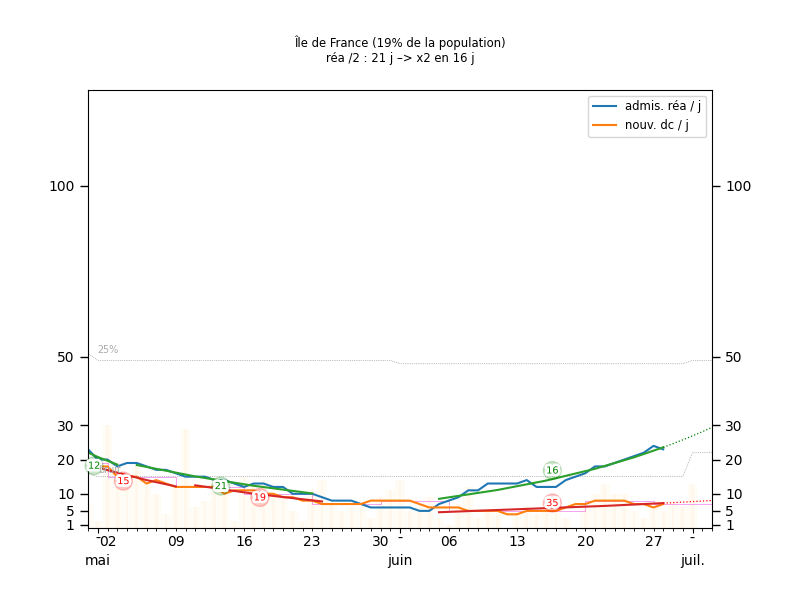 Île de France (19% de la population)
réa /2 : 21 j –> x2 en 16 j
admis. réa / j
nouv. dc / j
100 100
25%
50 50
30 30
20 20
10 10
5 5
1 1
12 15 21 19 16 35
02 09 16 23 30 06 13 20 27
mai juin juil.